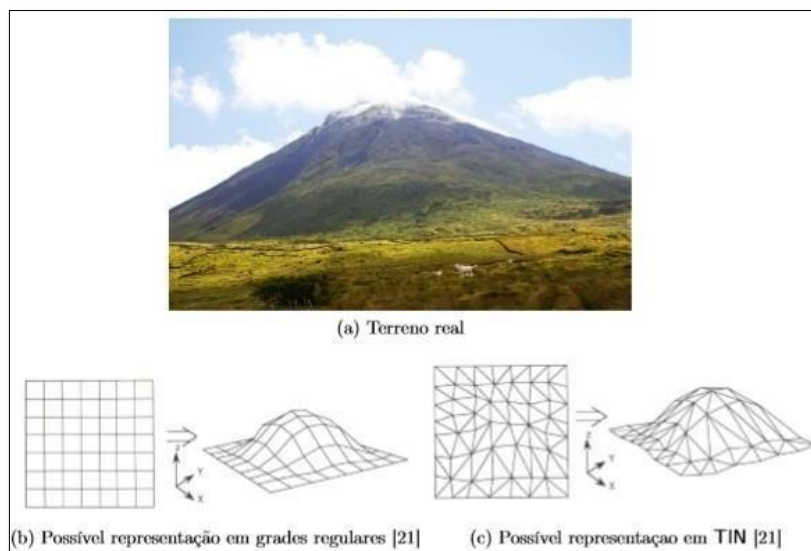 (a) Terreno real
Z
Y
X
Z
Y
X
(b) Possível representação em grades regulares [21]
(c) Possível representaçao em TIN [21]